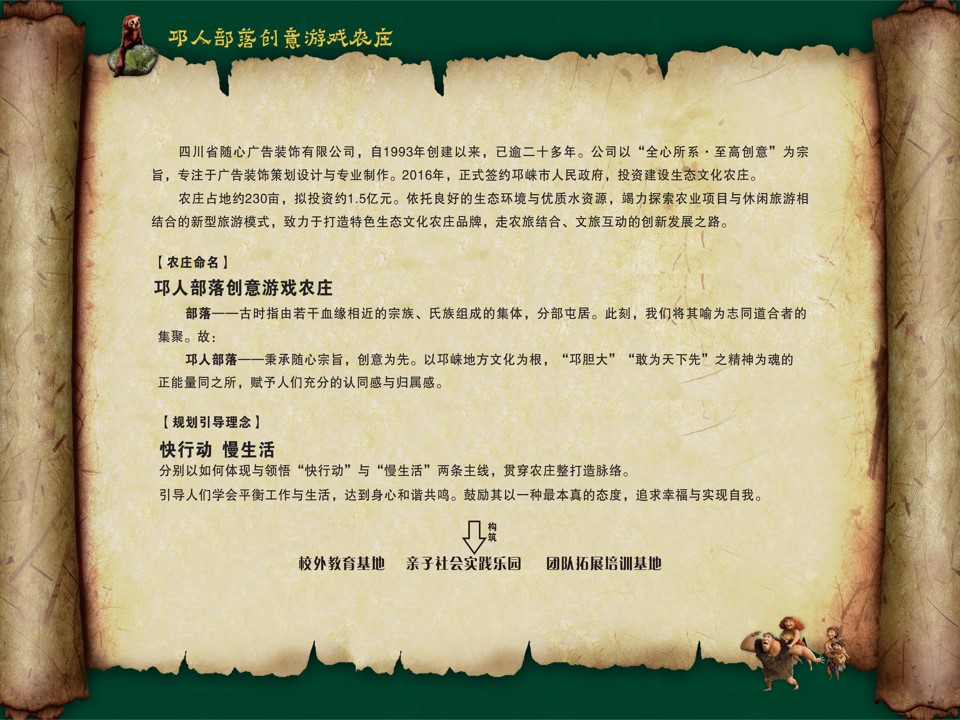 邛人部落创意游戏农庄
四川省随心广告装饰有限公司，自1993年创建以来，已逾二十多年。公司以“全心所系·至高创意”为宗
旨，专注于广告装饰策划设计与专业制作。2016年，正式签约邛崃市人民政府，投资建设生态文化农庄。
农庄占地约230亩，拟投资约1.5亿元。依托良好的生态环境与优质水资源，竭力探索农业项目与休闲旅游相
结合的新型旅游模式，致力于打造特色生态文化农庄品牌，走农旅结合、文旅互动的创新发展之路。
【农庄命名】
邛人部落创意游戏农庄
部落——古时指由若干血缘相近的宗族、氏族组成的集体，分部屯居。此刻，我们将其喻为志同道合者的
集聚。故：
邛人部落——秉承随心宗旨，创意为先。以邛崃地方文化为根，“邛胆大”“敢为天下先”之精神为魂的
正能量同之所，赋予人们充分的认同感与归属感。
【规划引导理念】
快行动 慢生活
分别以如何体现与领悟“快行动”与“慢生活”两条主线，贯穿农庄整打造脉络。
引导人们学会平衡工作与生活，达到身心和谐共鸣。鼓励其以一种最本真的态度，追求幸福与实现自我。
构筑
校外教育基地 亲子社会实践乐园 团队拓展培训基地